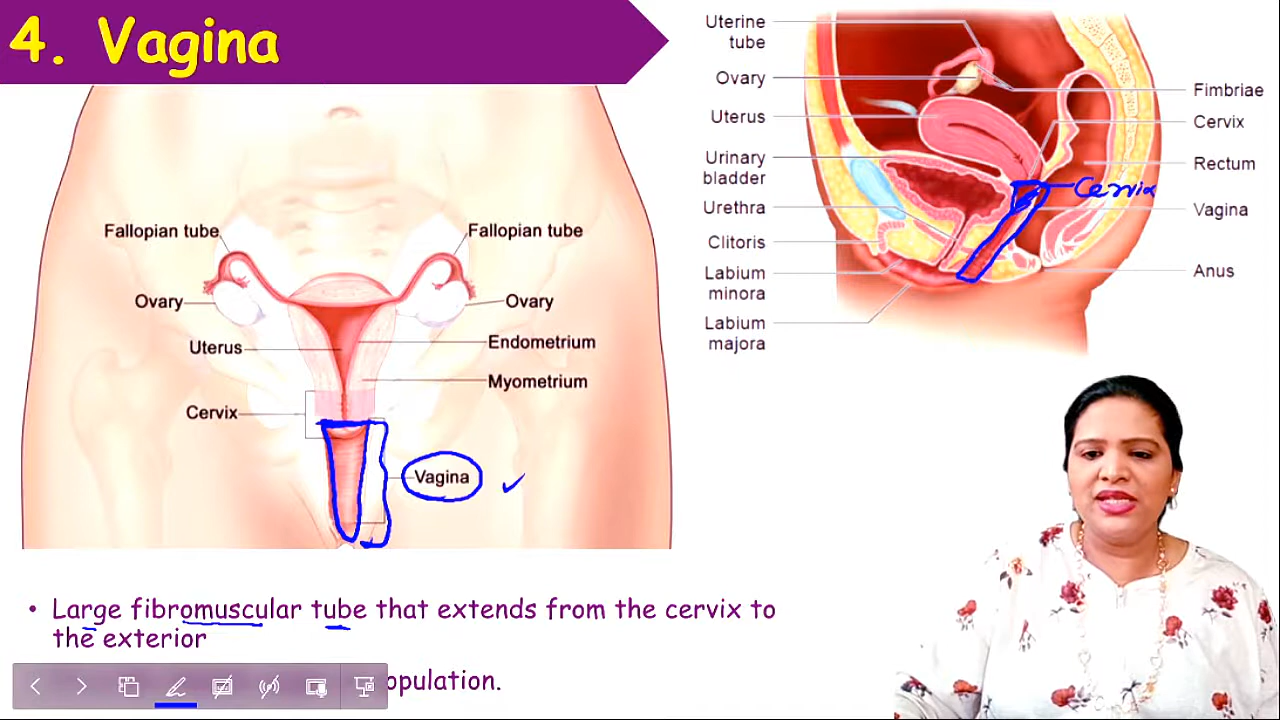 4. Vagina
Fallopian tube
Fallopian tube
Ovary
Ovary
Uterus
Endometrium
Myometrium
Cervix
Vagina
Uterine
tube
Ovary
Uterus
Urinary
bladder
Urethra
Clitoris
Labium
minora
Labium
majora
Fimbriae
Cervix
Rectum
Cervix
Vagina
Anus
• Large fibromuscular tube that extends from the cervix to
the exterior
opulation.